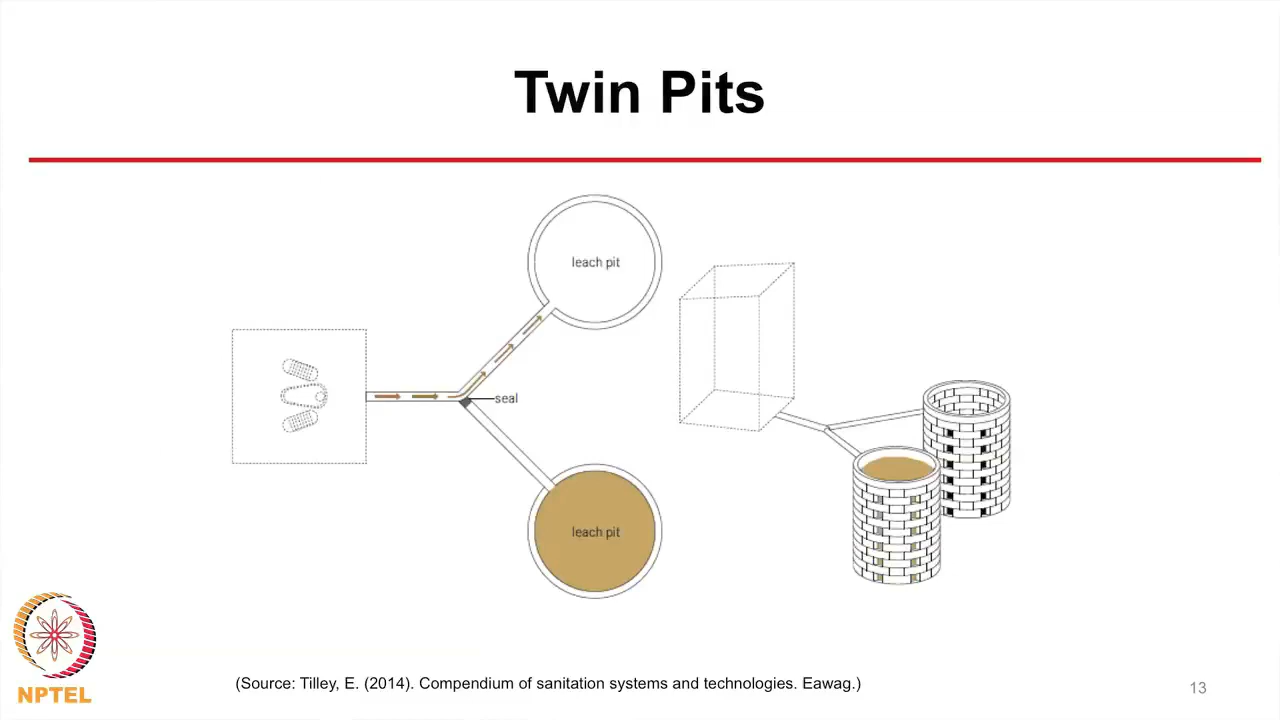 Twin Pits
leach pit
seal
leach pit
NPTEL
(Source: Tilley, E. (2014). Compendium of sanitation systems and technologies. Eawag.)
13